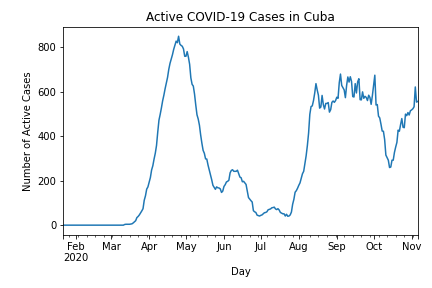 Active COVID-19 Cases in Cuba
Number of Active Cases
800
600
400
200
0
Feb Mar Apr May Jun Jul Aug Sep Oct Nov
2020
Day